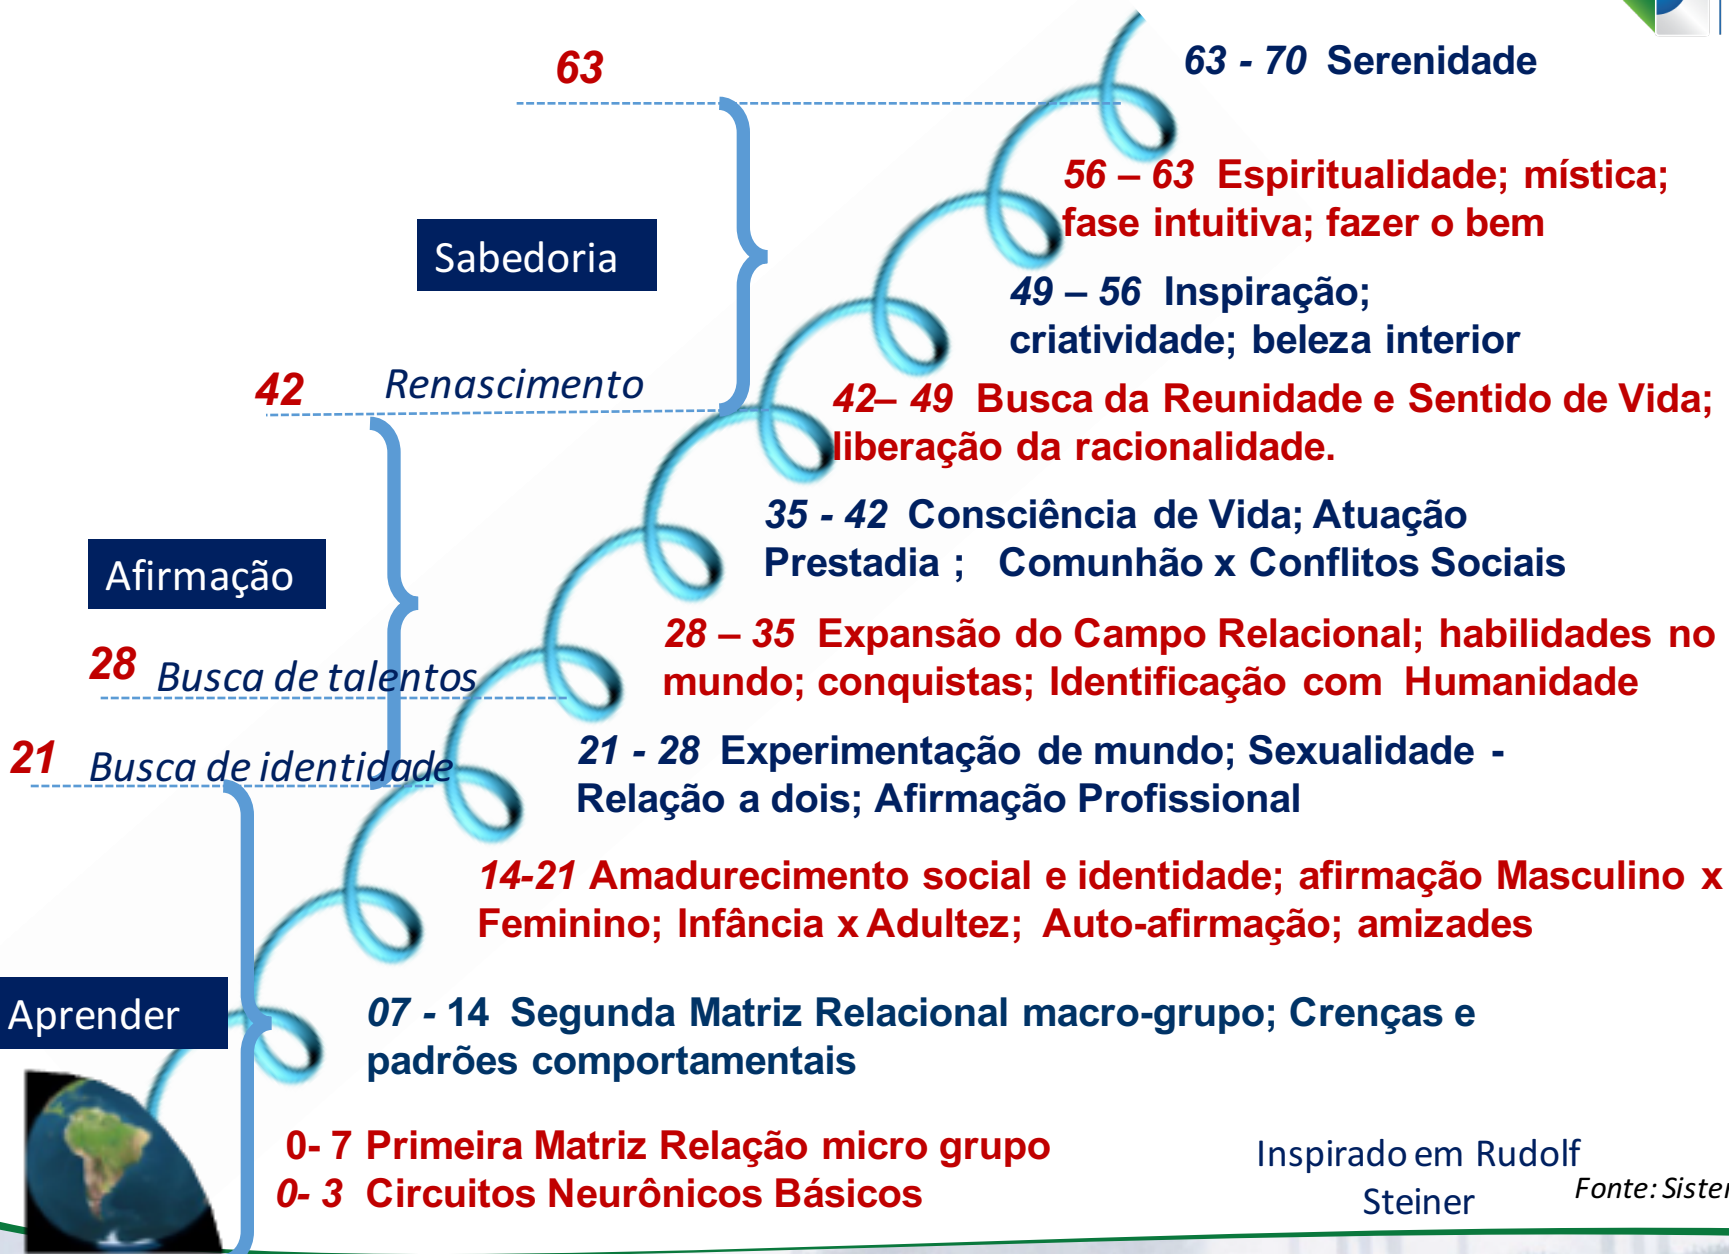 63
63 - 70 Serenidade
56 – 63 Espiritualidade; mística;
fase intuitiva; fazer o bem
Sabedoria
49 – 56 Inspiração;
criatividade; beleza interior
42 Renascimento
42– 49 Busca da Reunidade e Sentido de Vida;
liberação da racionalidade.
35 - 42 Consciência de Vida; Atuação
Prestadia ; Comunhão x Conflitos Sociais
Afirmação
28 – 35 Expansão do Campo Relacional; habilidades no
mundo; conquistas; Identificação com Humanidade
28 Busca de talentos
21 Busca de identidade
21 - 28 Experimentação de mundo; Sexualidade -
Relação a dois; Afirmação Profissional
14-21 Amadurecimento social e identidade; afirmação Masculino x
Feminino; Infância x Adultez; Auto-afirmação; amizades
Aprender
07 - 14 Segunda Matriz Relacional macro-grupo; Crenças e
padrões comportamentais
0- 7 Primeira Matriz Relação micro grupo
0- 3 Circuitos Neurônicos Básicos
Inspirado em Rudolf
Steiner
Fonte: Sister